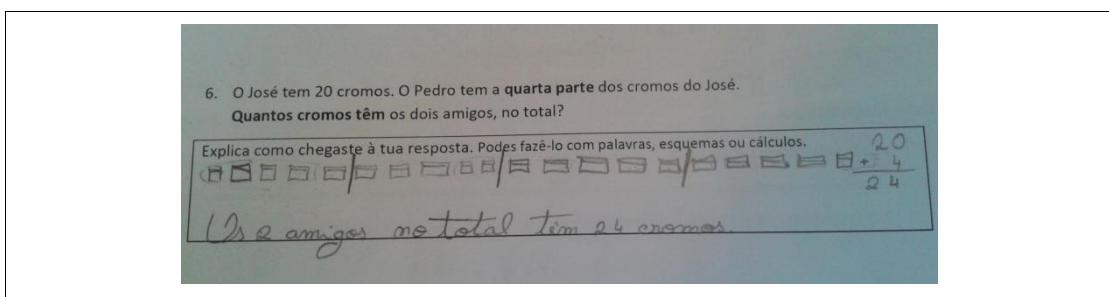 6. O José tem 20 cromos. O Pedro tem a quarta parte dos cromos do José.
Quantos cromos têm os dois amigos, no total?
Explica como chegaste à tua resposta. Podes fazê-lo com palavras, esquemas ou cálculos.
20
+ 4
24
Os 2 amigos no total têm 24 cromos.